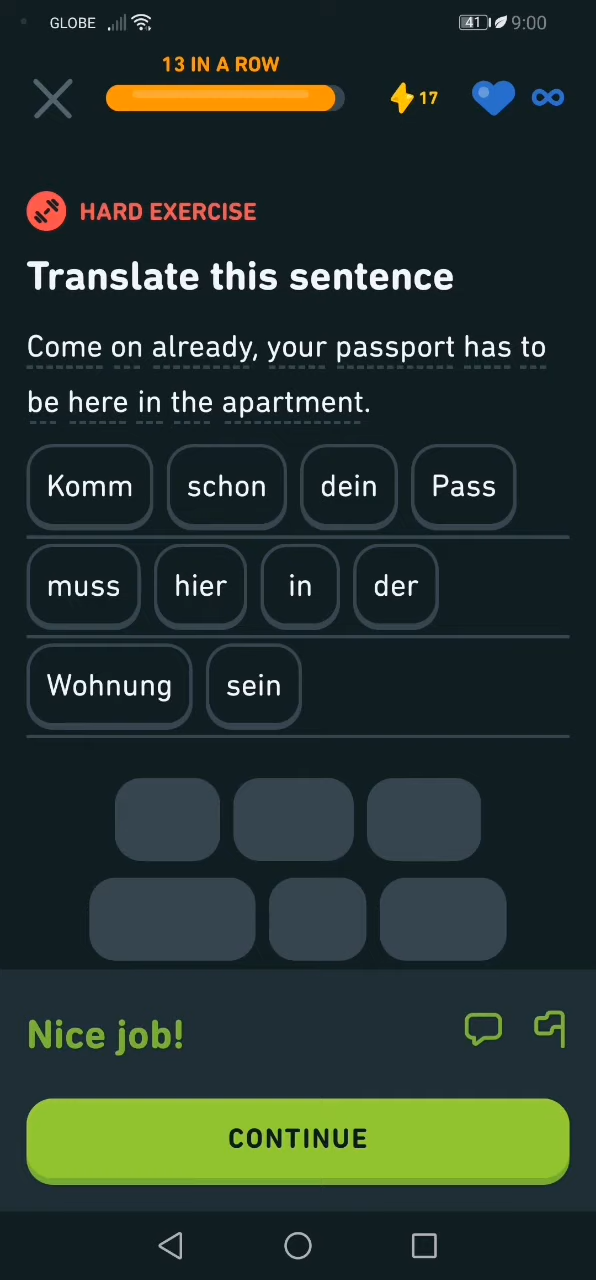 GLOBE 41 9:00
13 IN A ROW
17
HARD EXERCISE
Translate this sentence
Come on already, your passport has to
be here in the apartment.
Komm schon dein Pass
muss hier in der
Wohnung sein
Nice job!
CONTINUE